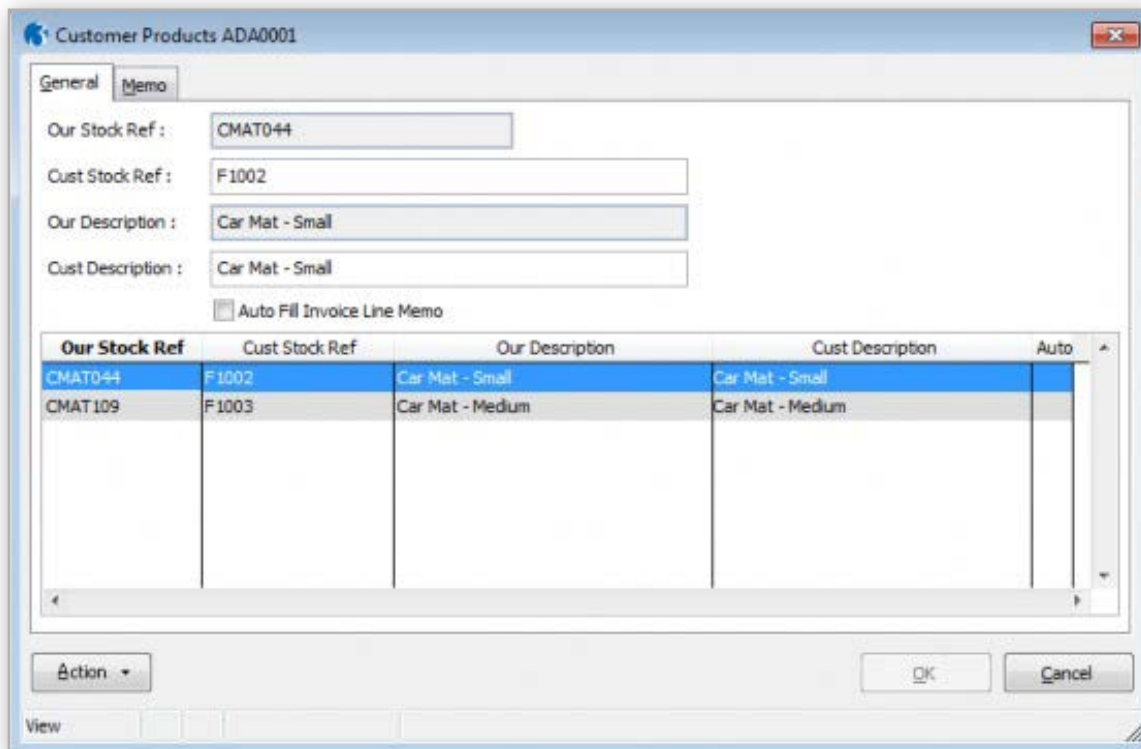 Customer Products ADA0001
General Memo
Our Stock Ref : CMAT044
Cust Stock Ref : F1002
Our Description : Car Mat - Small
Cust Description : Car Mat - Small
Auto Fill Invoice Line Memo
Our Stock Ref Cust Stock Ref Our Description Cust Description Auto
CMAT044 F1002 Car Mat - Small Car Mat - Small
CMAT109 F1003 Car Mat - Medium Car Mat - Medium
Action OK Cancel
View